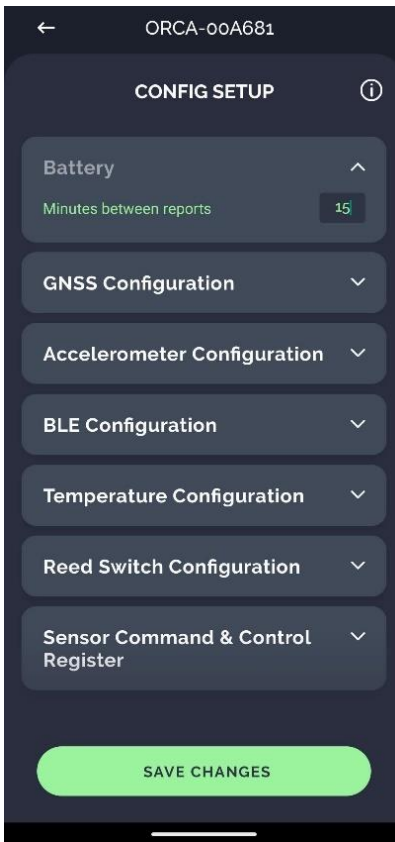 ORCA-00A681
CONFIG SETUP
Battery
Minutes between reports 15
GNSS Configuration
Accelerometer Configuration
BLE Configuration
Temperature Configuration
Reed Switch Configuration
Sensor Command & Control
Register
SAVE CHANGES